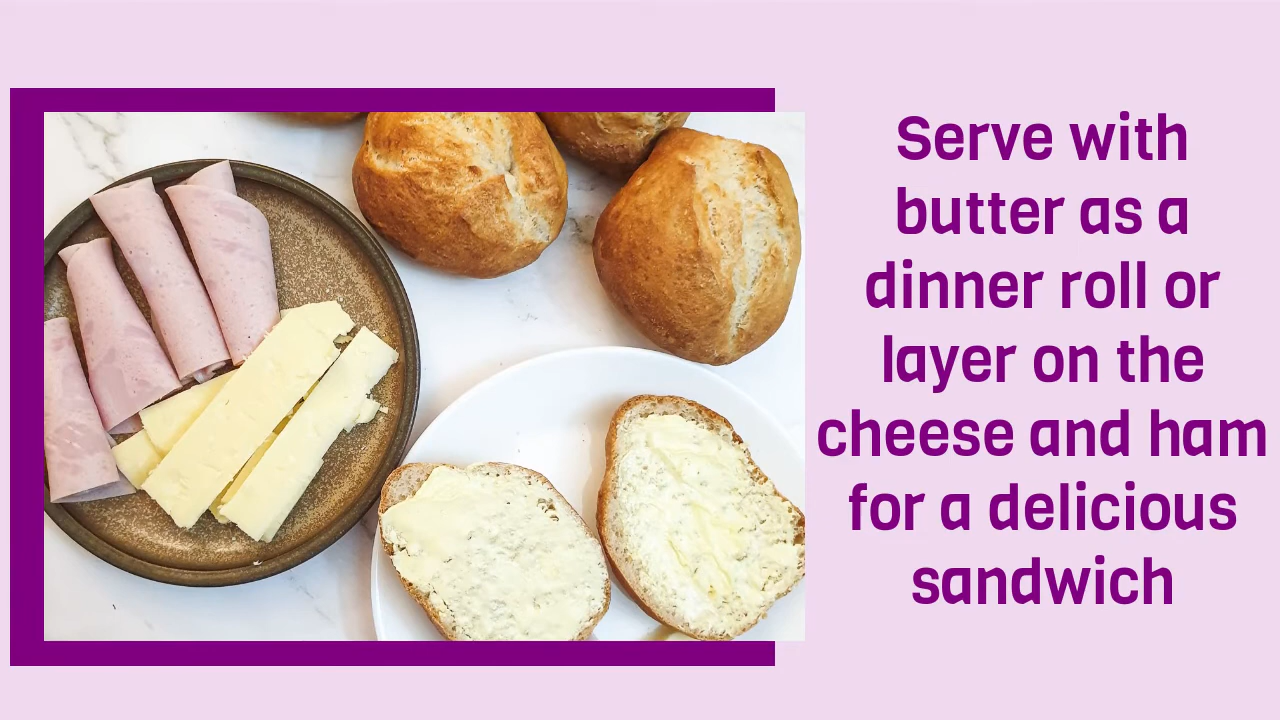 Serve with
butter as a
dinner roll or
layer on the
cheese and ham
for a delicious
sandwich